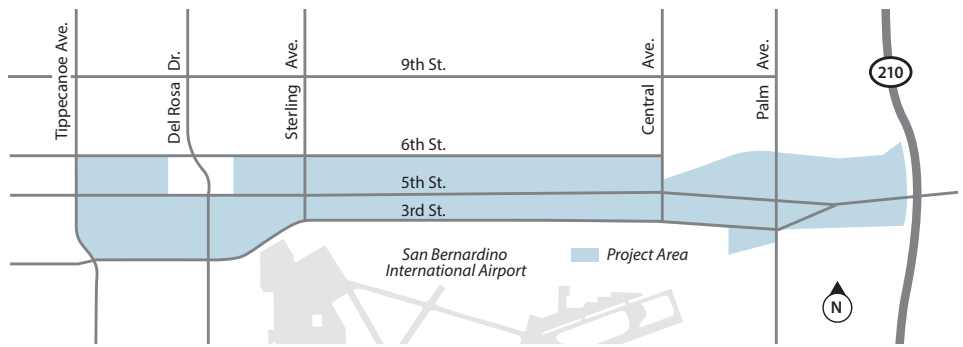 Tippecanoe Ave.
Del Rosa Dr.
Sterling Ave.
Central Ave.
Palm Ave.
9th St.
210
6th St.
5th St.
3rd St.
San Bernardino
International Airport
Project Area
N